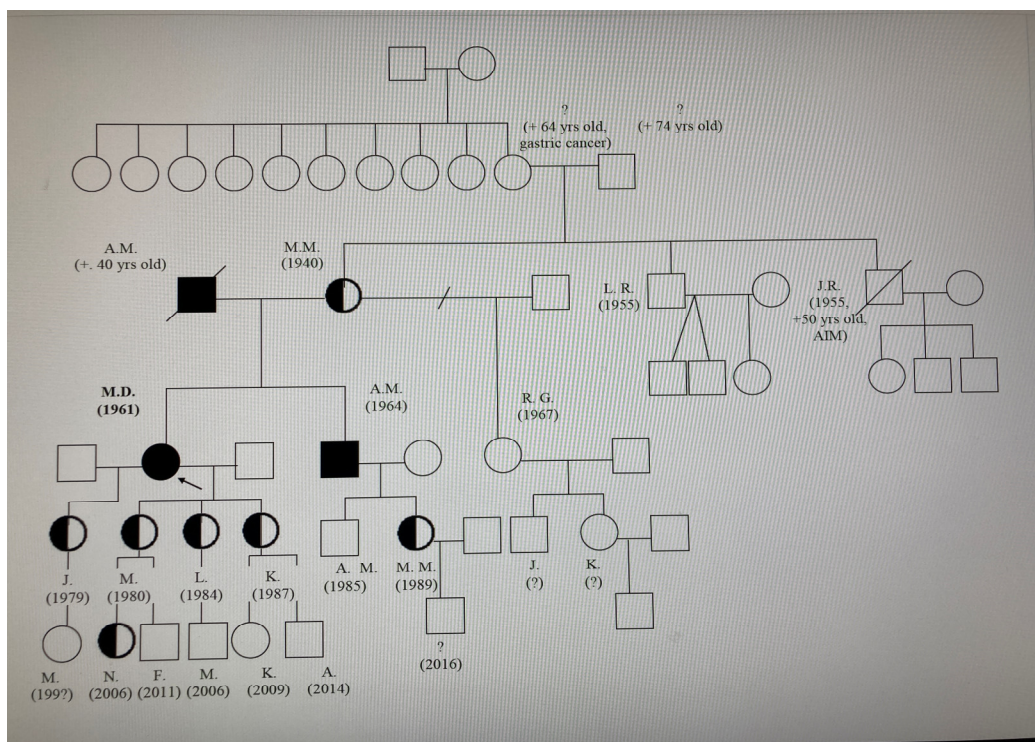 ?
(+ 64 yrs old,
gastric cancer)
?
(+ 74 yrs old)
A.M.
(+. 40 yrs old)
M.M.
(1940)
L. R.
(1955)
J.R.
(1955,
+50 yrs old,
AIM)
M.D.
(1961)
A.M.
(1964)
R. G.
(1967)
J.
(1979)
M.
(1980)
L.
(1984)
K.
(1987)
A. M.
(1985)
M. M.
(1989)
J.
(?)
K.
(?)
?
(2016)
M.
(199?)
N.
(2006)
F.
(2011)
M.
(2006)
K.
(2009)
A.
(2014)